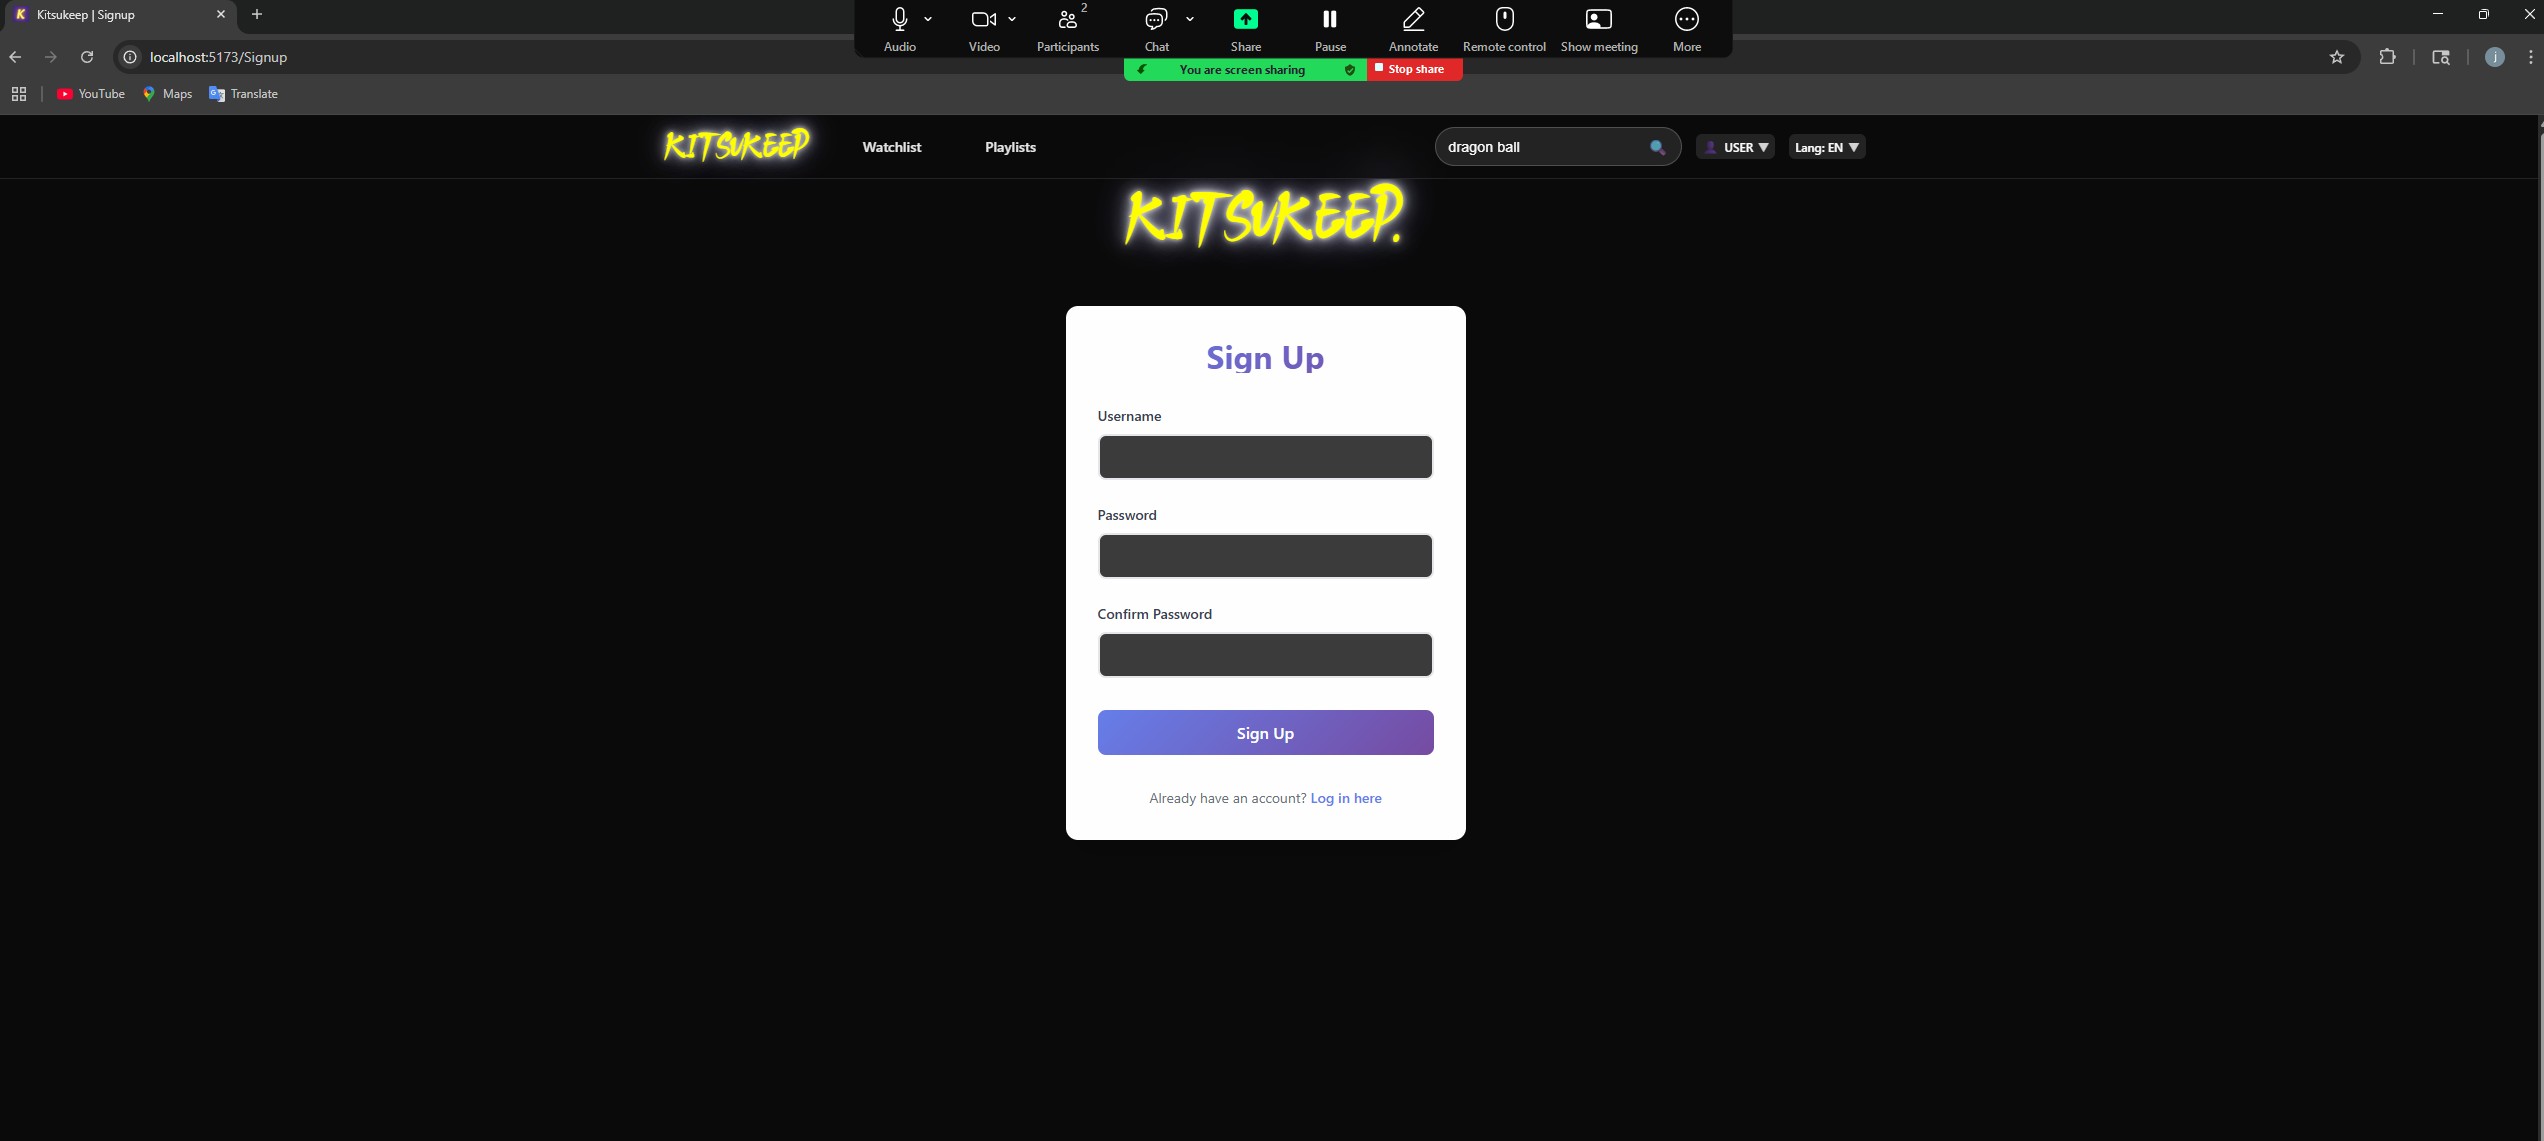 Kitsukeep | Signup
localhost:5173/Signup
YouTube
Maps
Translate
2
Audio
Video
Participants
Chat
Share
Pause
Annotate
Remote control
Show meeting
More
You are screen sharing
Stop share
j
KITSUKEEP
Watchlist
Playlists
dragon ball
USER ▼
Lang: EN ▼
KITSUKEEP.
Sign Up
Username
Password
Confirm Password
Sign Up
Already have an account? Log in here